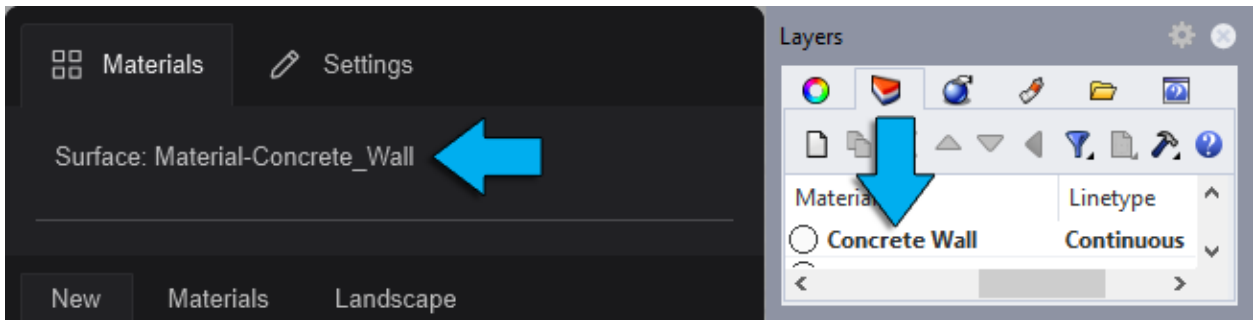 Materials
Settings
Surface: Material-Concrete_Wall
New
Materials
Landscape
Layers
Linetype
Concrete Wall
Continuous